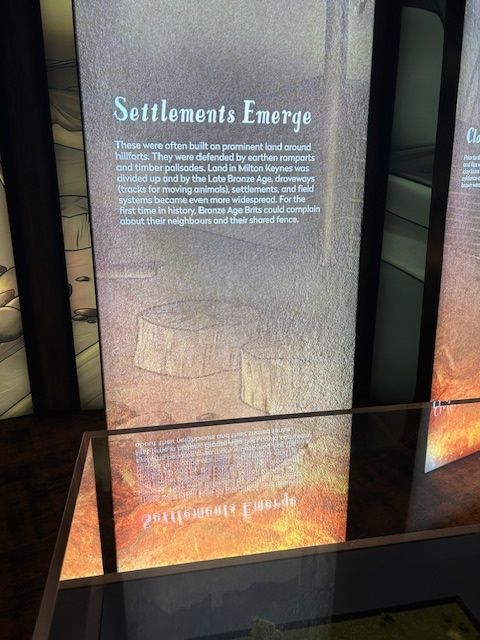 Settlements Emerge
These were often built on prominent land around
hillforts. They were defended by earthen ramparts
and timber palisades. Land in Milton Keynes was
divided up and by the Late Bronze Age, droveways
(tracks for moving animals), settlements, and field
systems became even more widespread. For the
first time in history, Bronze Age Brits could complain
about their neighbours and their shared fence.